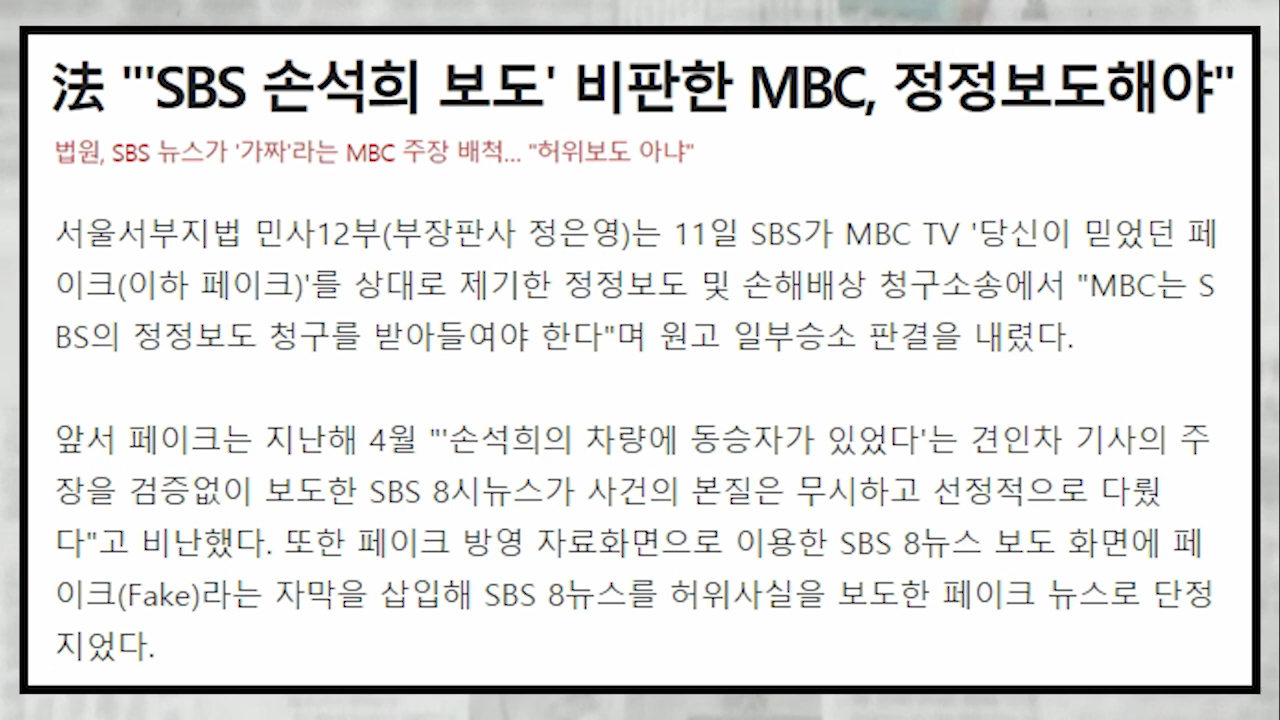 法 "'SBS 손석희 보도' 비판한 MBC, 정정보도해야"
법원, SBS 뉴스가 '가짜'라는 MBC 주장 배척... "허위보도 아냐"
서울서부지법 민사12부(부장판사 정은영)는 11일 SBS가 MBC TV '당신이 믿었던 페
이크(이하 페이크)'를 상대로 제기한 정정보도 및 손해배상 청구소송에서 "MBC는 S
BS의 정정보도 청구를 받아들여야 한다"며 원고 일부승소 판결을 내렸다.
앞서 페이크는 지난해 4월 "'손석희의 차량에 동승자가 있었다'는 견인차 기사의 주
장을 검증없이 보도한 SBS 8시뉴스가 사건의 본질은 무시하고 선정적으로 다뤘
다"고 비난했다. 또한 페이크 방영 자료화면으로 이용한 SBS 8뉴스 보도 화면에 페
이크(Fake)라는 자막을 삽입해 SBS 8뉴스를 허위사실을 보도한 페이크 뉴스로 단정
지었다.